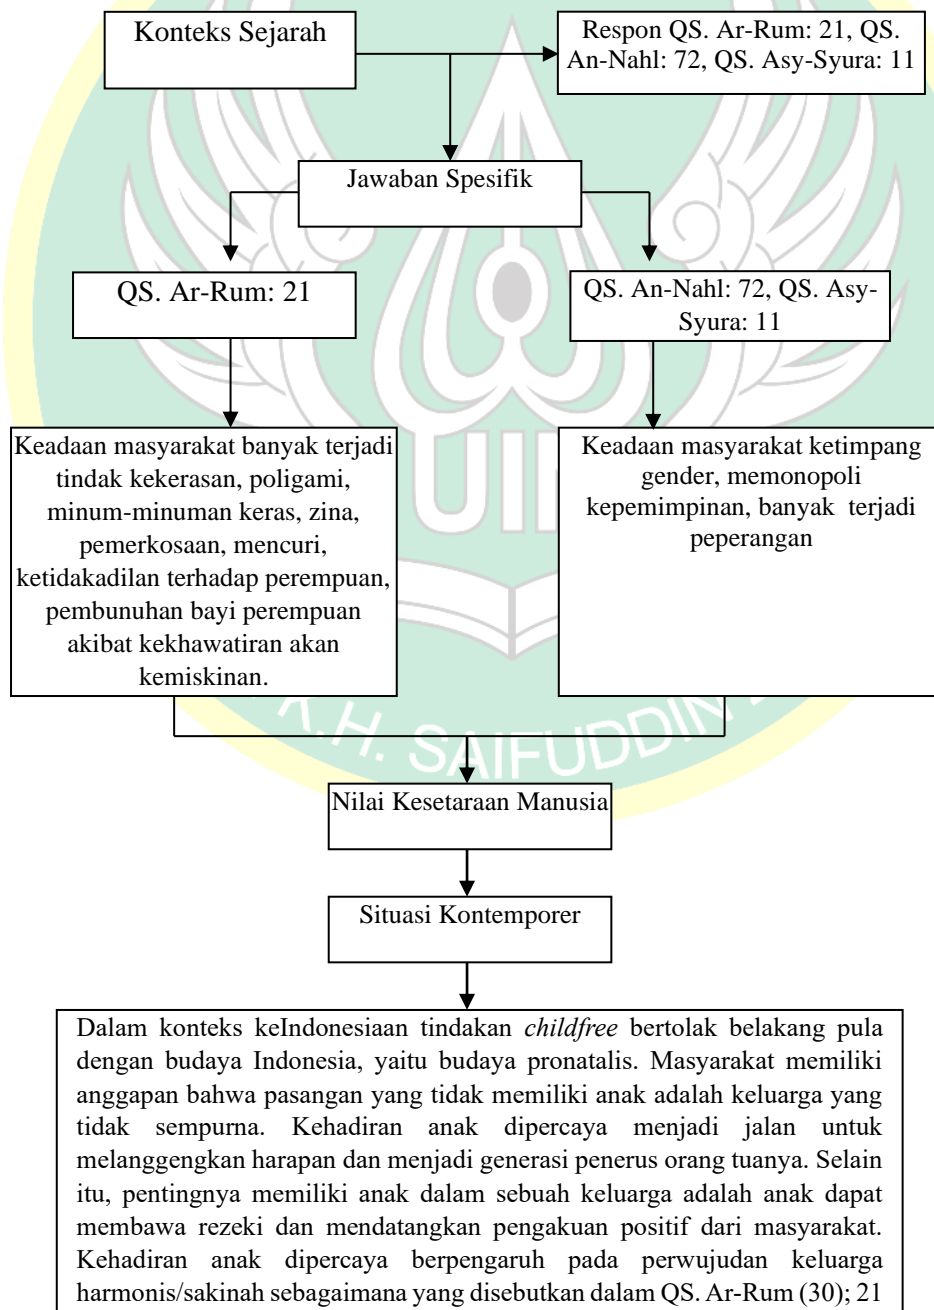 Konteks Sejarah
Respon QS. Ar-Rum: 21, QS.
An-Nahl: 72, QS. Asy-Syura: 11
Jawaban Spesifik
QS. Ar-Rum: 21
QS. An-Nahl: 72, QS. Asy-
Syura: 11
Keadaan masyarakat banyak terjadi
tindak kekerasan, poligami,
minum-minuman keras, zina,
pemerkosaan, mencuri,
ketidakadilan terhadap perempuan,
pembunuhan bayi perempuan
akibat kekhawatiran akan
kemiskinan.
Keadaan masyarakat ketimpang
gender, memonopoli
kepemimpinan, banyak terjadi
peperangan
K.H. SAIFUDDIN
Nilai Kesetaraan Manusia
Situasi Kontemporer
Dalam konteks keIndonesiaan tindakan childfree bertolak belakang pula
dengan budaya Indonesia, yaitu budaya pronatalis. Masyarakat memiliki
anggapan bahwa pasangan yang tidak memiliki anak adalah keluarga yang
tidak sempurna. Kehadiran anak dipercaya menjadi jalan untuk
melanggengkan harapan dan menjadi generasi penerus orang tuanya. Selain
itu, pentingnya memiliki anak dalam sebuah keluarga adalah anak dapat
membawa rezeki dan mendatangkan pengakuan positif dari masyarakat.
Kehadiran anak dipercaya berpengaruh pada perwujudan keluarga
harmonis/sakinah sebagaimana yang disebutkan dalam QS. Ar-Rum (30); 21